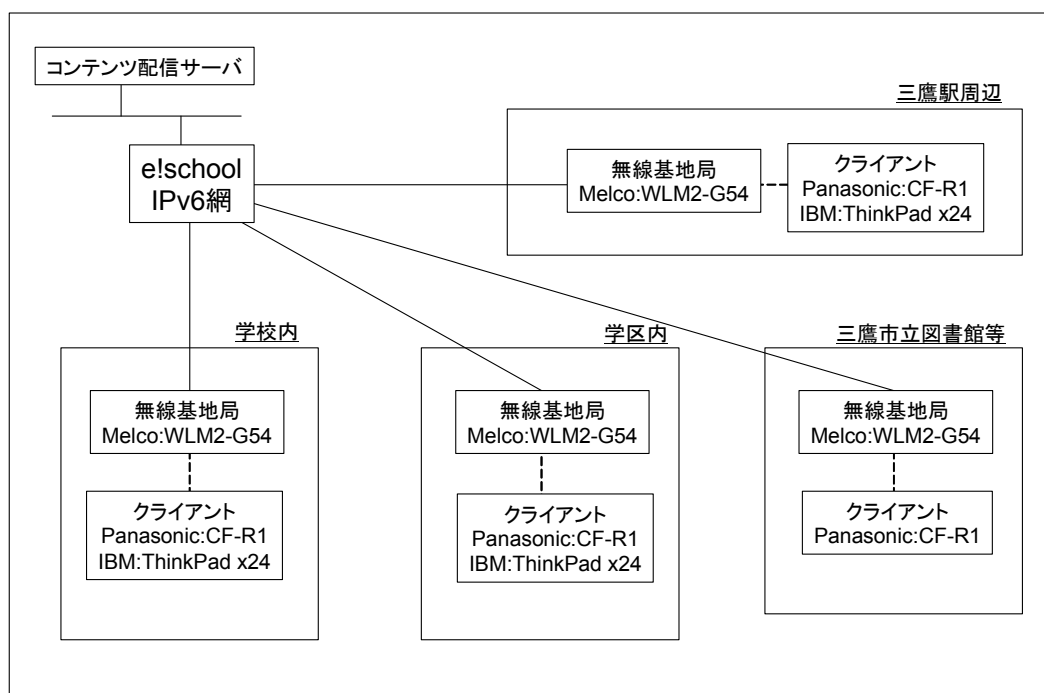 コンテンツ配信サーバ
e!school
IPv6網
三鷹駅周辺
無線基地局
Melco:WLM2-G54
クライアント
Panasonic:CF-R1
IBM:ThinkPad x24
学校内
無線基地局
Melco:WLM2-G54
クライアント
Panasonic:CF-R1
IBM:ThinkPad x24
学区内
無線基地局
Melco:WLM2-G54
クライアント
Panasonic:CF-R1
IBM:ThinkPad x24
三鷹市立図書館等
無線基地局
Melco:WLM2-G54
クライアント
Panasonic:CF-R1